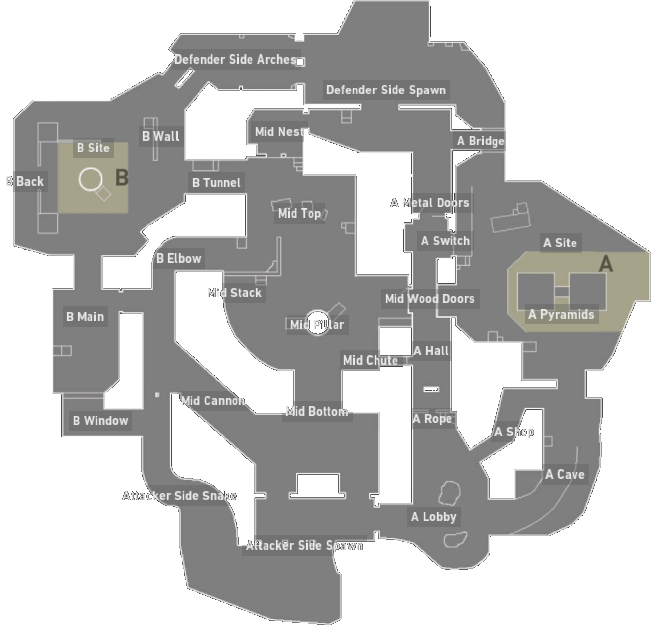 Defender Side Arches
Defender Side Spawn
Mid Nest
B Wall
A Bridge
B Site
B
B Back
B Tunnel
A Metal Doors
Mid Top
A Switch
A Site
A
B Elbow
Mid Stack
Mid Wood Doors
A Pyramids
B Main
Mid Pillar
A Hall
Mid Chute
Mid Cannon
Mid Bottom
B Window
A Rope
A Shop
A Cave
Attacker Side Snake
A Lobby
Attacker Side Spawn